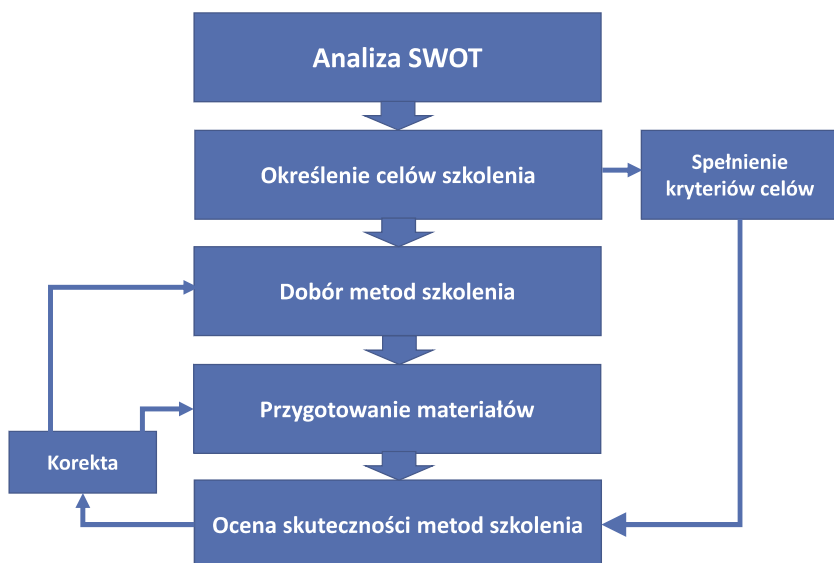 Analiza SWOT
Określenie celów szkolenia
Spełnienie
kryteriów celów
Dobór metod szkolenia
Przygotowanie materiałów
Korekta
Ocena skuteczności metod szkolenia